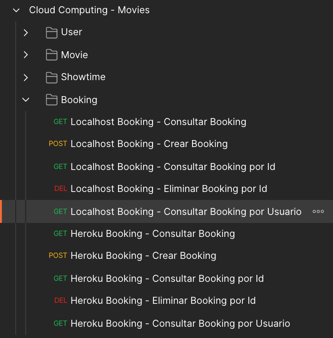 Cloud Computing - Movies
User
Movie
Showtime
Booking
GET Localhost Booking - Consultar Booking
POST Localhost Booking - Crear Booking
GET Localhost Booking - Consultar Booking por Id
DEL Localhost Booking - Eliminar Booking por Id
GET Localhost Booking - Consultar Booking por Usuario
GET Heroku Booking - Consultar Booking
POST Heroku Booking - Crear Booking
GET Heroku Booking - Consultar Booking por Id
DEL Heroku Booking - Eliminar Booking por Id
GET Heroku Booking - Consultar Booking por Usuario